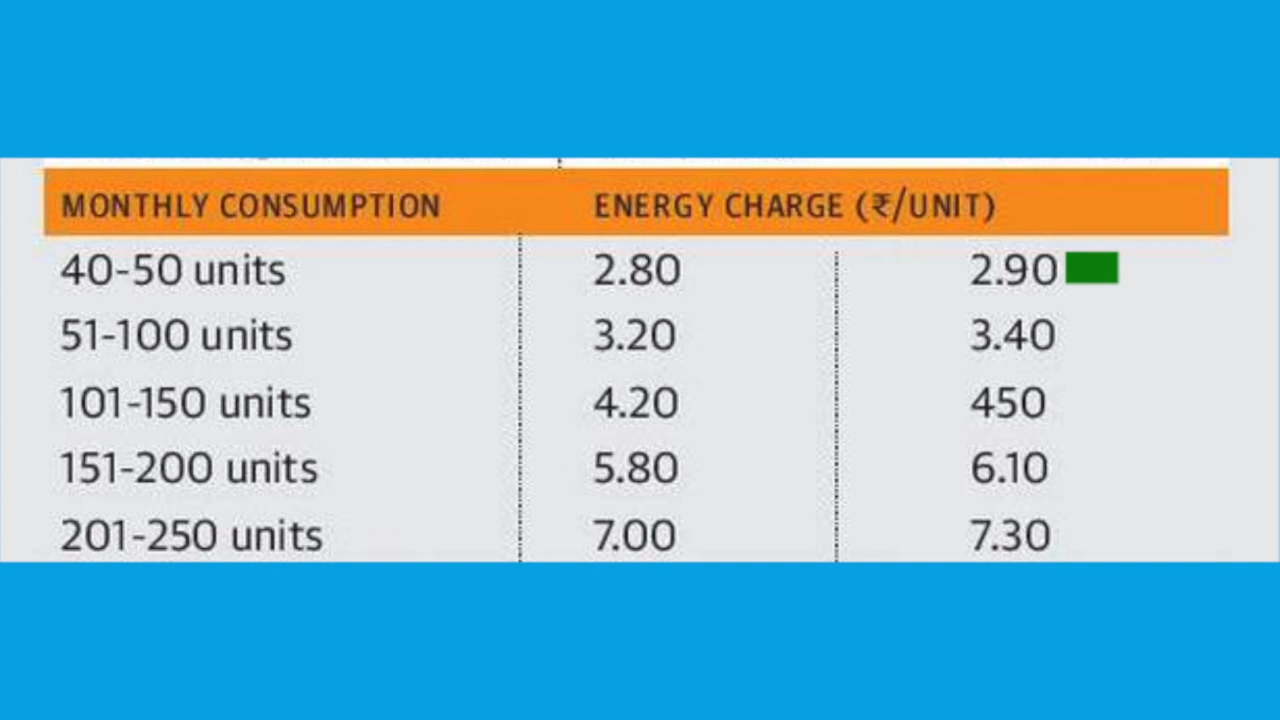 MONTHLY CONSUMPTION ENERGY CHARGE (₹/UNIT)
40-50 units 2.80 2.90
51-100 units 3.20 3.40
101-150 units 4.20 450
151-200 units 5.80 6.10
201-250 units 7.00 7.30